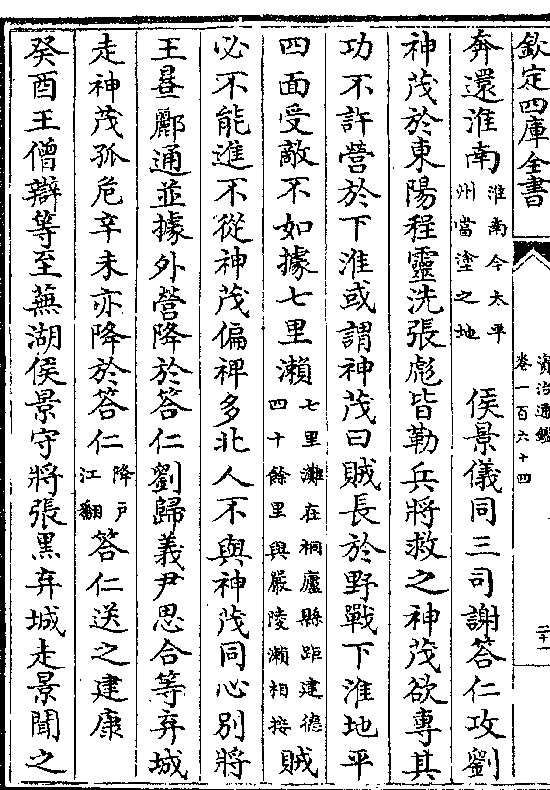 欽定四庫全書
資治通鑑
卷一百六十四
二十一
奔還淮南淮南今太平州當塗之地 侯景儀同三司謝答仁攻劉
神茂於東陽程靈洗張彪皆勒兵將救之神茂欲專其
功不許營於下淮或謂神茂曰賊長於野戰下淮地平
四面受敵不如據七里瀬七里灘在桐廬縣距建德四十餘里與嚴陵瀬相接賊
必不能進不從神茂偏裨多北人不與神茂同心别將
王曅酈通並據外營降於答仁劉歸義尹思合等弃城
走神茂孤危辛未亦降於答仁降戸江翻答仁送之建康
癸酉王僧辯等至蕪湖侯景守將張黒弃城走景聞之